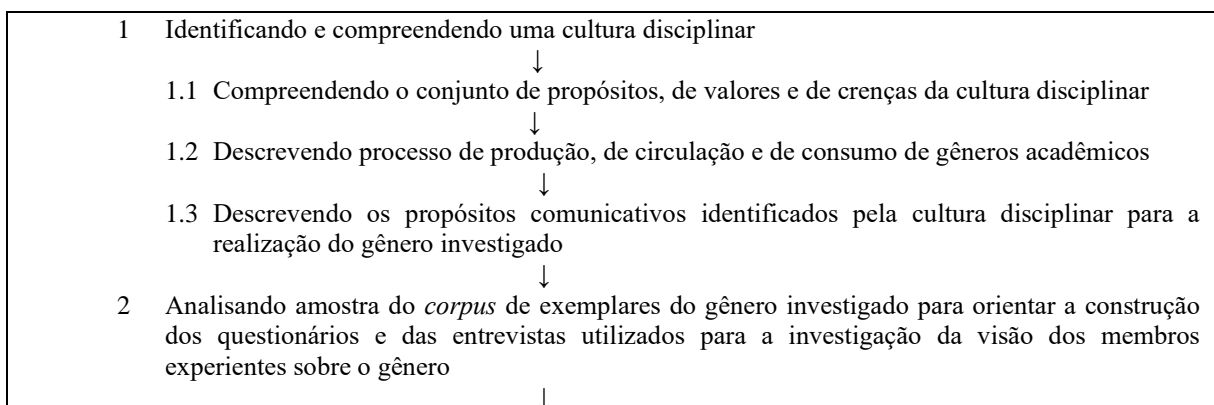 1 Identificando e compreendendo uma cultura disciplinar
↓
1.1 Compreendendo o conjunto de propósitos, de valores e de crenças da cultura disciplinar
↓
1.2 Descrevendo processo de produção, de circulação e de consumo de gêneros acadêmicos
↓
1.3 Descrevendo os propósitos comunicativos identificados pela cultura disciplinar para a
realização do gênero investigado
↓
2 Analisando amostra do corpus de exemplares do gênero investigado para orientar a construção
dos questionários e das entrevistas utilizados para a investigação da visão dos membros
experientes sobre o gênero